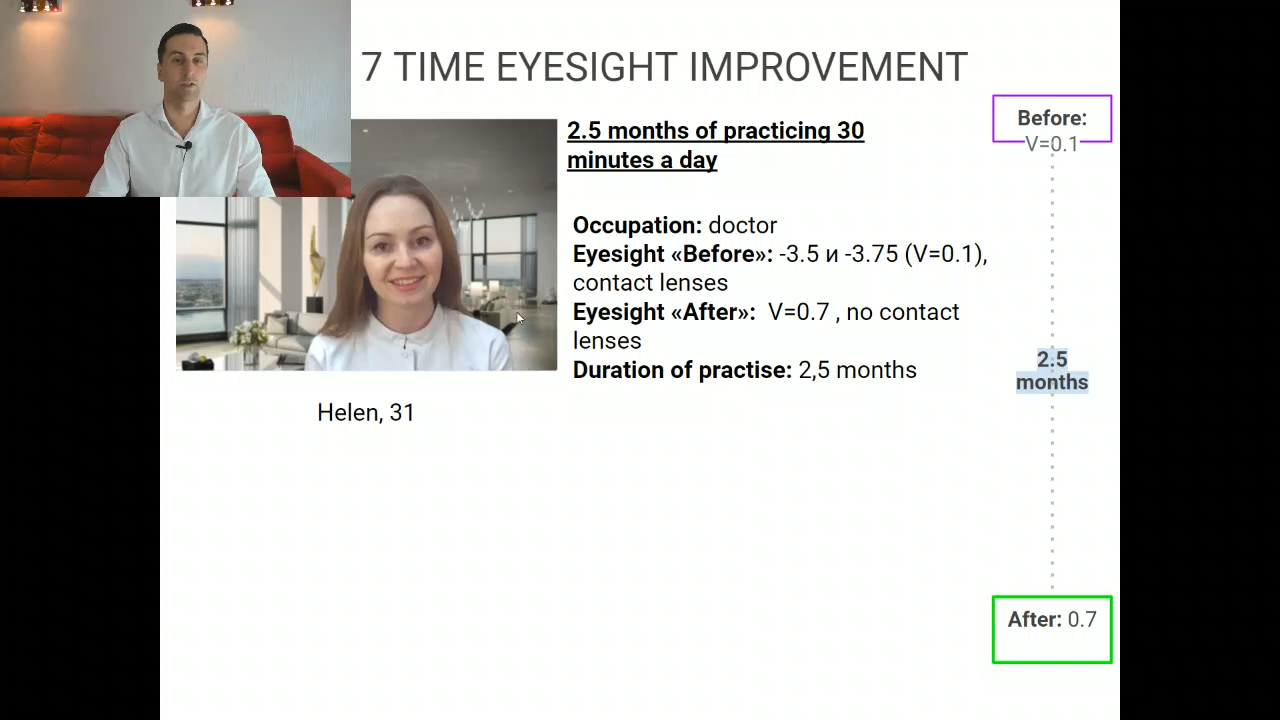 7 TIME EYESIGHT IMPROVEMENT
2.5 months of practicing 30
minutes a day
Occupation: doctor
Eyesight «Before»: -3.5 и -3.75 (V=0.1),
contact lenses
Eyesight «After»:  V=0.7 , no contact
lenses
Duration of practise: 2,5 months
Helen, 31
Before:
V=0.1
2.5
months
After: 0.7